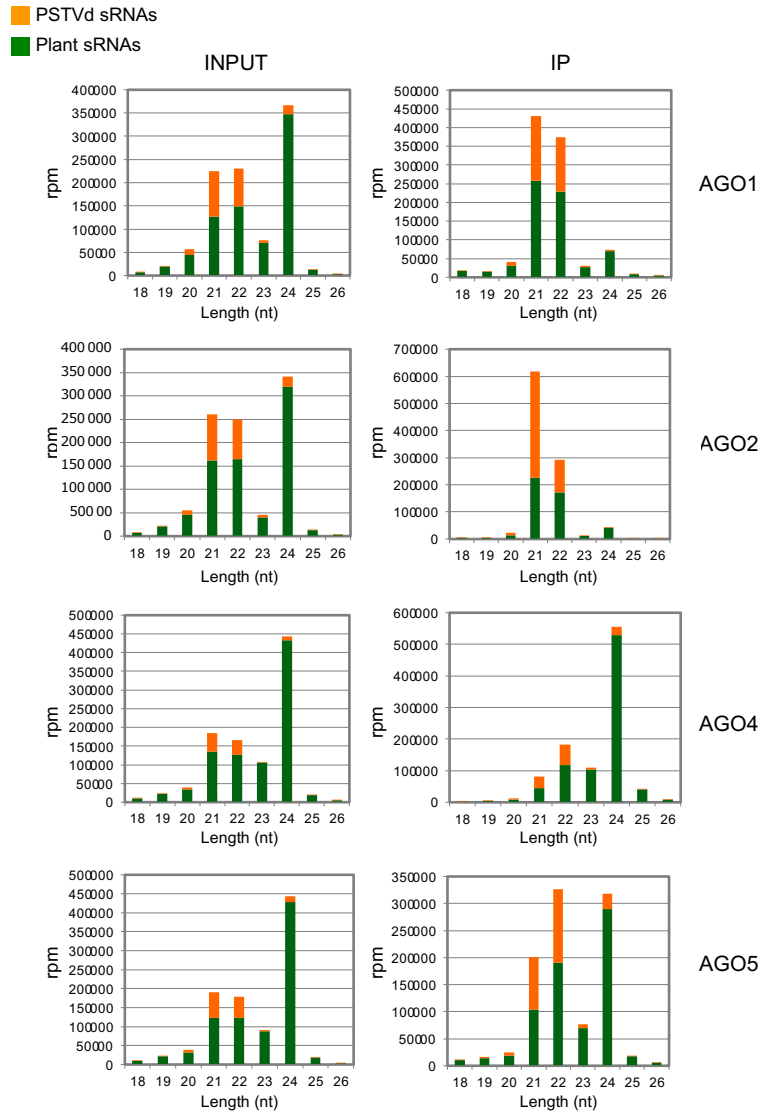 PSTVd sRNAs
Plant sRNAs
INPUT IP
400000
350000
300000
250000
200000
150000
100000
50000
0
rpm
18 19 20 21 22 23 24 25 26
Length (nt)
500000
450000
400000
350000
300000
250000
200000
150000
100000
50000
0
rpm
18 19 20 21 22 23 24 25 26
Length (nt)
AGO1
400 000
350 000
300 000
250 000
200 000
150 000
100 000
500 00
0
rpm
18 19 20 21 22 23 24 25 26
Length (nt)
700000
600000
500000
400000
300000
200000
100000
0
rpm
18 19 20 21 22 23 24 25 26
Length (nt)
AGO2
500000
450000
400000
350000
300000
250000
200000
150000
100000
50000
0
rpm
18 19 20 21 22 23 24 25 26
Length (nt)
600000
500000
400000
300000
200000
100000
0
rpm
18 19 20 21 22 23 24 25 26
Length (nt)
AGO4
500000
450000
400000
350000
300000
250000
200000
150000
100000
50000
0
rpm
18 19 20 21 22 23 24 25 26
Length (nt)
350000
300000
250000
200000
150000
100000
50000
0
rpm
18 19 20 21 22 23 24 25 26
Length (nt)
AGO5